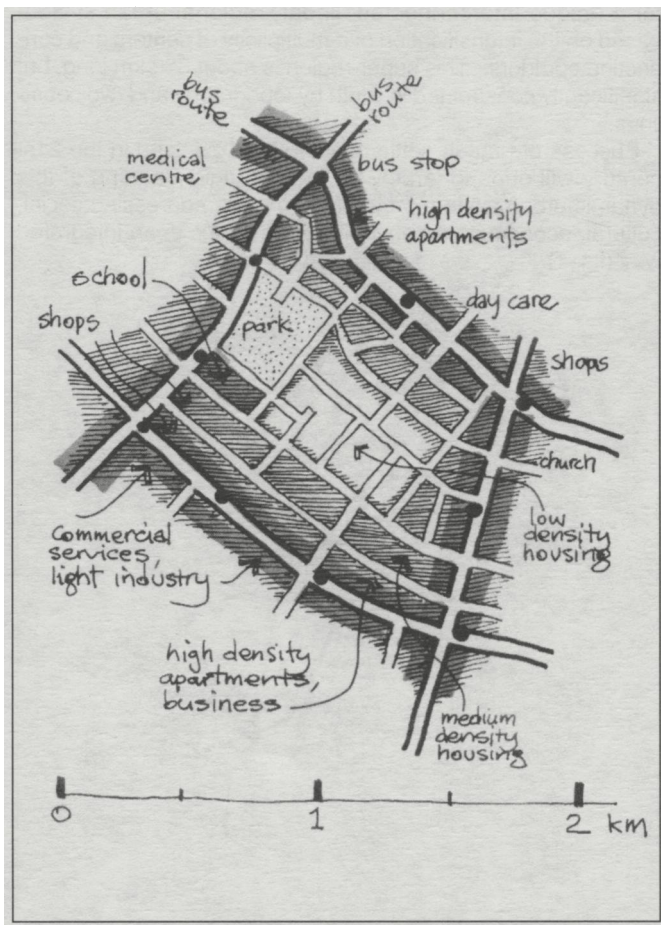 bus
route
bus
route
medical
centre
bus stop
high density
apartments
school
day care
shops
park
shops
church
low
density
housing
commercial
services,
light industry
high density
apartments,
business
medium
density
housing
0
1
2 km